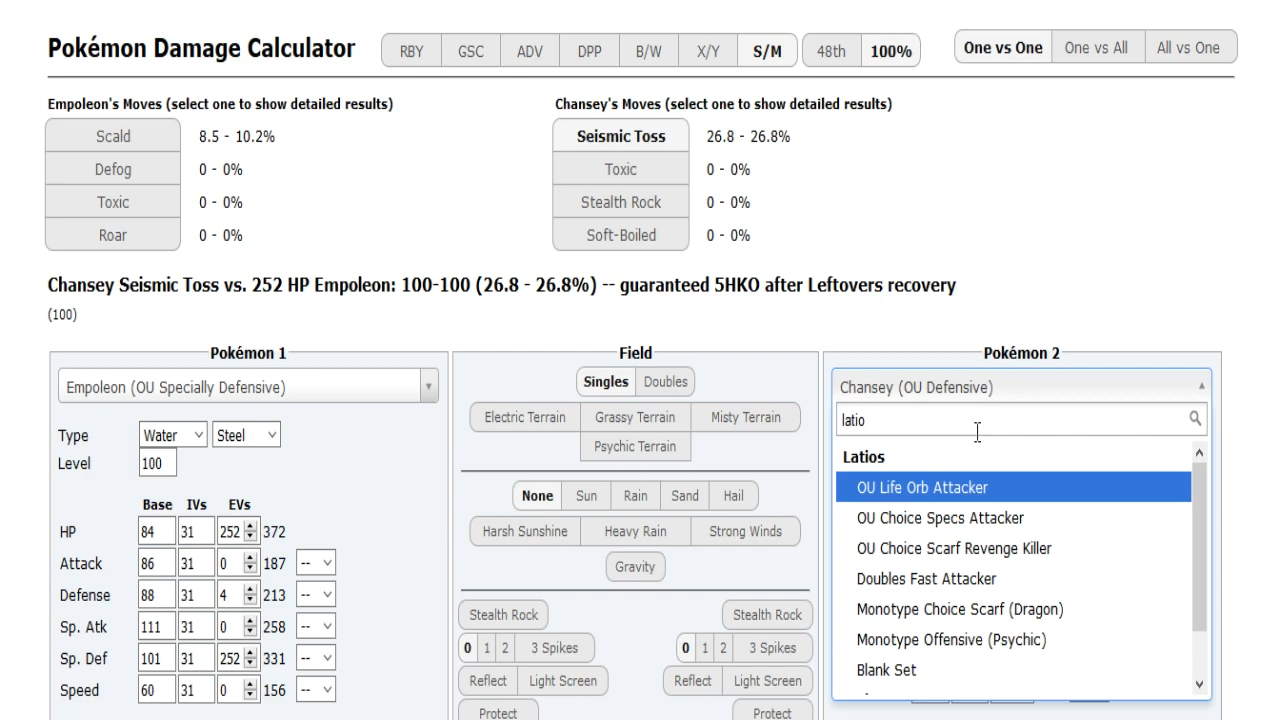 Pokémon Damage Calculator
RBY GSC ADV DPP B/W X/Y S/M 48th 100%
One vs One One vs All All vs One
Empoleon's Moves (select one to show detailed results)
Scald 8.5 - 10.2%
Defog 0 - 0%
Toxic 0 - 0%
Roar 0 - 0%
Chansey's Moves (select one to show detailed results)
Seismic Toss 26.8 - 26.8%
Toxic 0 - 0%
Stealth Rock 0 - 0%
Soft-Boiled 0 - 0%
Chansey Seismic Toss vs. 252 HP Empoleon: 100-100 (26.8 - 26.8%) -- guaranteed 5HKO after Leftovers recovery
(100)
Pokémon 1
Empoleon (OU Specially Defensive)
Type Water Steel
Level 100
Base IVs EVs
HP 84 31 252 372
Attack 86 31 0 187 --
Defense 88 31 4 213 --
Sp. Atk 111 31 0 258 --
Sp. Def 101 31 252 331 --
Speed 60 31 0 156 --
Field
Singles Doubles
Electric Terrain Grassy Terrain Misty Terrain
Psychic Terrain
None Sun Rain Sand Hail
Harsh Sunshine Heavy Rain Strong Winds
Gravity
Stealth Rock Stealth Rock
0 1 2 3 Spikes 0 1 2 3 Spikes
Reflect Light Screen Reflect Light Screen
Protect Protect
Pokémon 2
Chansey (OU Defensive)
latio
Latios
OU Life Orb Attacker
OU Choice Specs Attacker
OU Choice Scarf Revenge Killer
Doubles Fast Attacker
Monotype Choice Scarf (Dragon)
Monotype Offensive (Psychic)
Blank Set